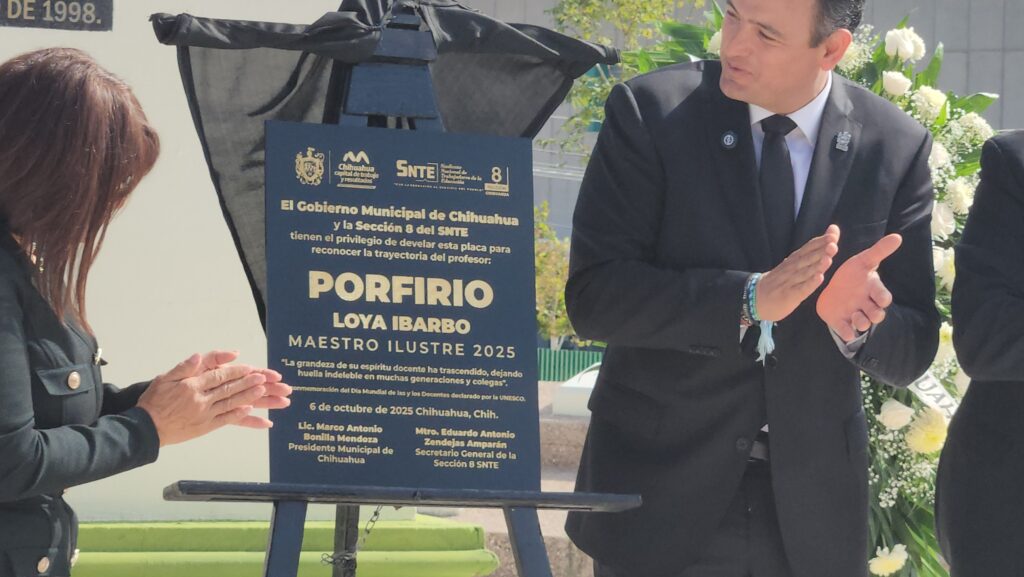 DE 1998.
Chihuahua
capital de trabajo
y resultados
SNTE
Sindicato
Nacional de
Trabajadores de la
Educación
8
El Gobierno Municipal de Chihuahua
y la Sección 8 del SNTE
tienen el privilegio de develar esta placa para
reconocer la trayectoria del profesor:
PORFIRIO
LOYA IBARBO
MAESTRO ILUSTRE 2025
"La grandeza de su espíritu docente ha trascendido, dejando
huella indeleble en muchas generaciones y colegas".
conmemoración del Día Mundial de las y los Docentes declarado por la UNESCO.
6 de octubre de 2025 Chihuahua, Chih.
Lic. Marco Antonio
Bonilla Mendoza
Presidente Municipal de
Chihuahua
Mtro. Eduardo Antonio
Zendejas Amparán
Secretario General de la
Sección 8 SNTE